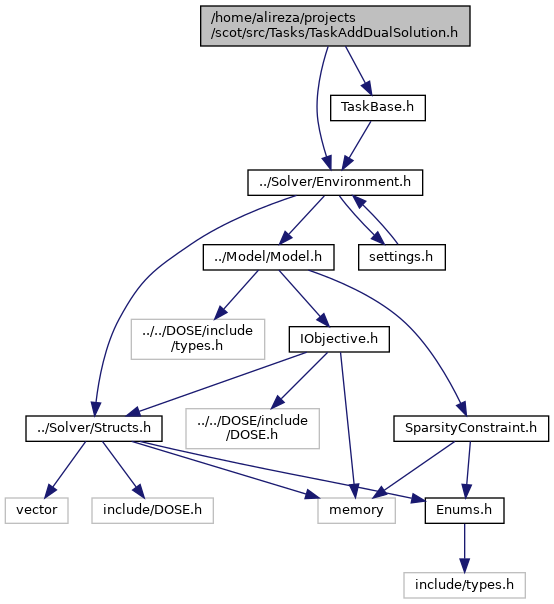 /home/alireza/projects
/scot/src/Tasks/TaskAddDualSolution.h
TaskBase.h
../Solver/Environment.h
../Model/Model.h
settings.h
../../DOSE/include
/types.h
IObjective.h
../Solver/Structs.h
../../DOSE/include
/DOSE.h
SparsityConstraint.h
vector
include/DOSE.h
memory
Enums.h
include/types.h